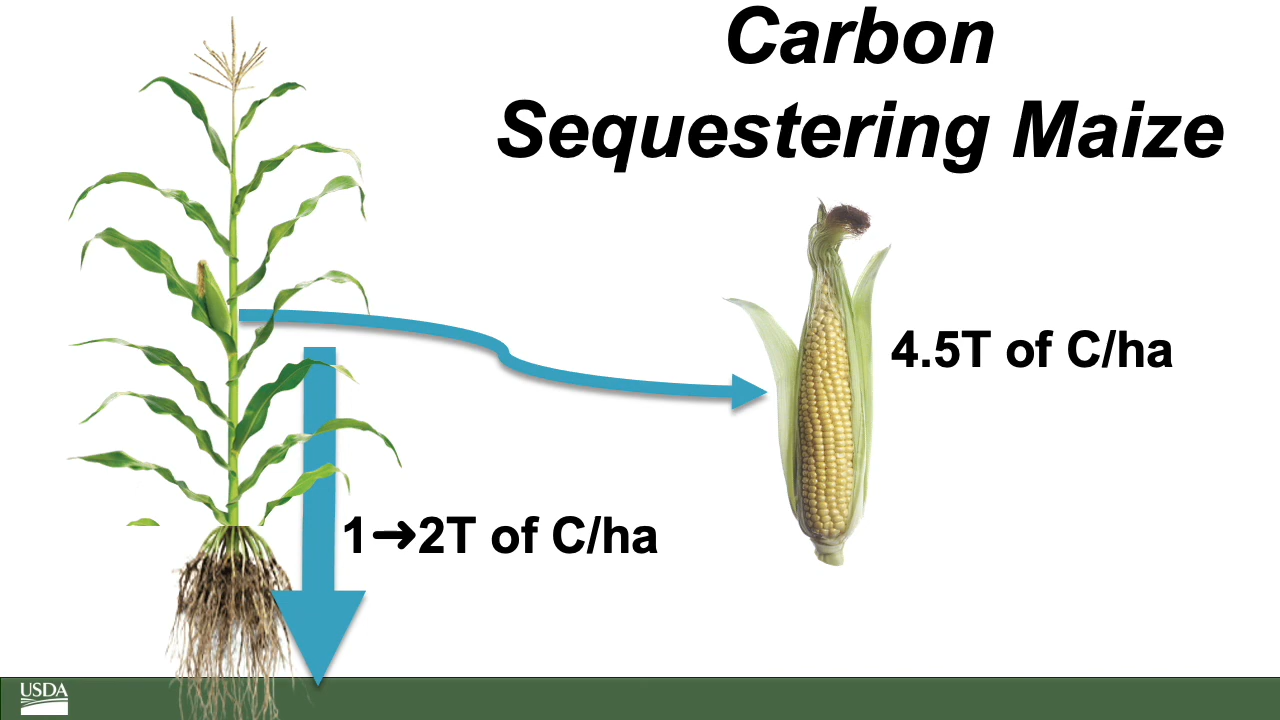 Carbon
Sequestering Maize
4.5T of C/ha
1➔2T of C/ha
USDA